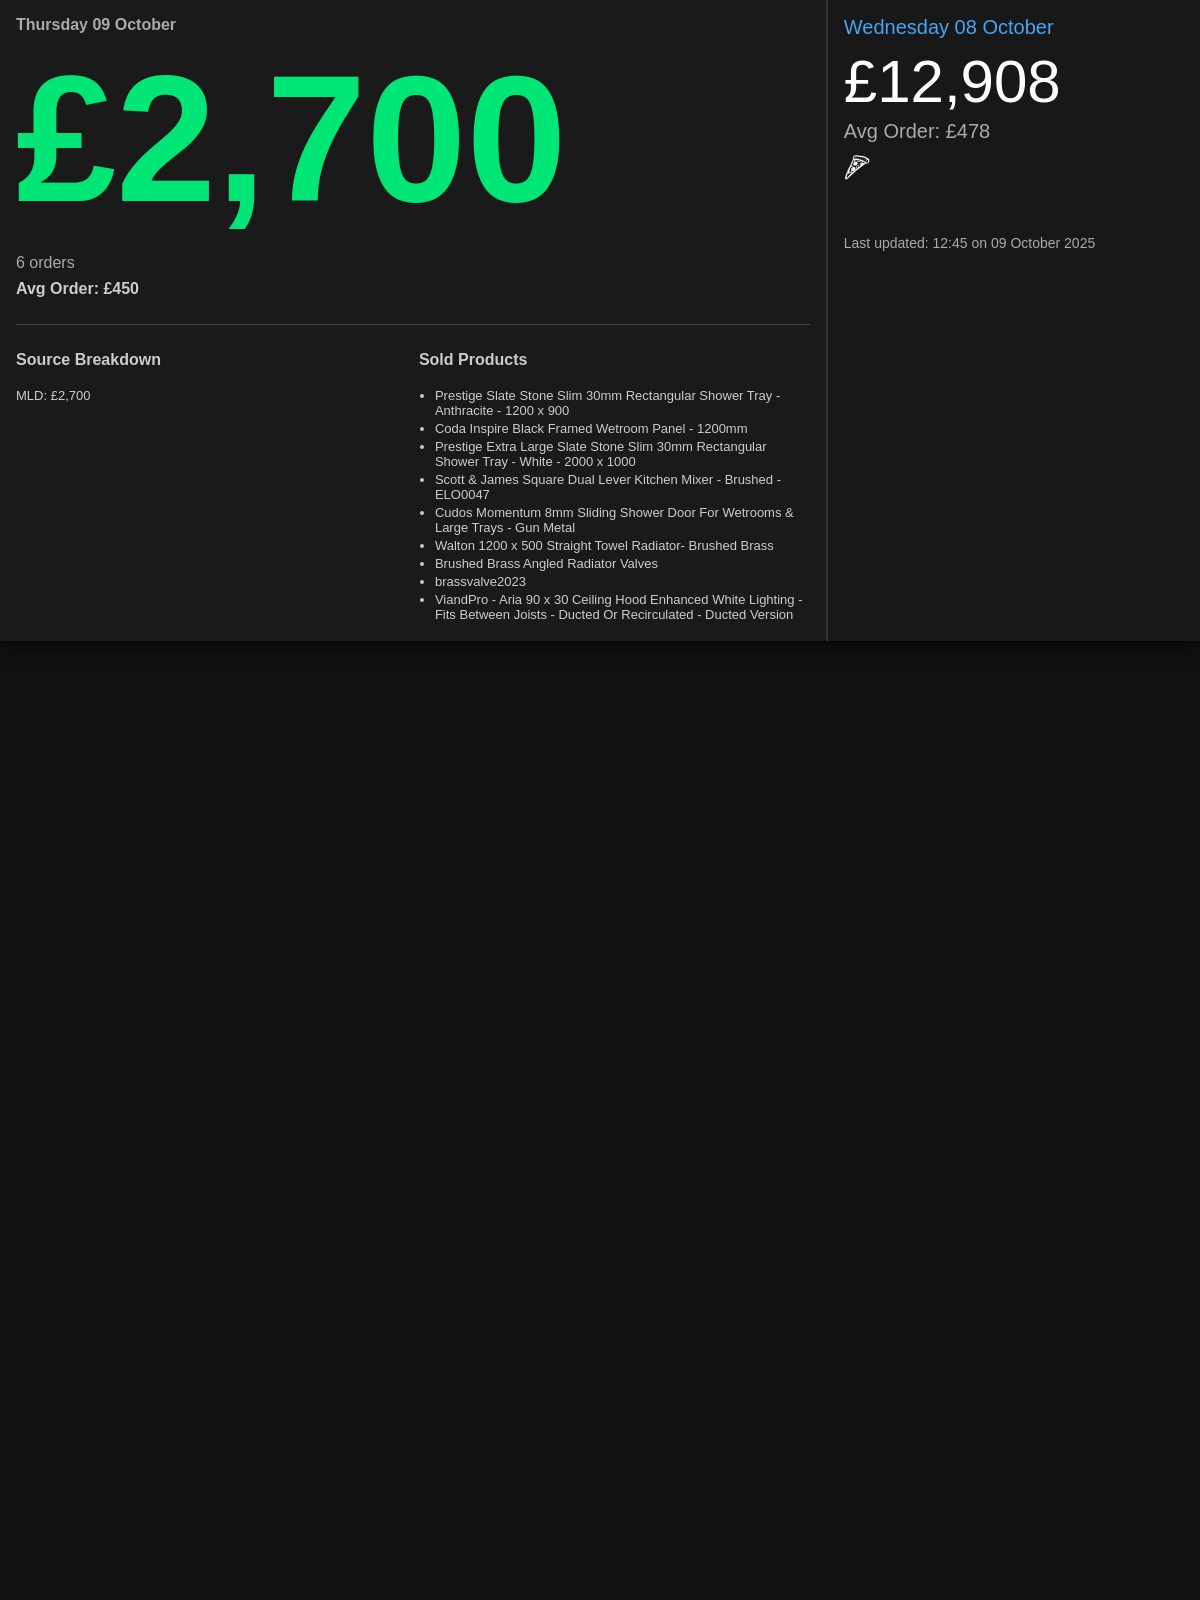 Thursday 09 October
£2,700
6 orders
Avg Order: £450
Source Breakdown
MLD: £2,700
Sold Products
• Prestige Slate Stone Slim 30mm Rectangular Shower Tray -
Anthracite - 1200 x 900
• Coda Inspire Black Framed Wetroom Panel - 1200mm
• Prestige Extra Large Slate Stone Slim 30mm Rectangular
Shower Tray - White - 2000 x 1000
• Scott & James Square Dual Lever Kitchen Mixer - Brushed -
ELO0047
• Cudos Momentum 8mm Sliding Shower Door For Wetrooms &
Large Trays - Gun Metal
• Walton 1200 x 500 Straight Towel Radiator- Brushed Brass
• Brushed Brass Angled Radiator Valves
• brassvalve2023
• ViandPro - Aria 90 x 30 Ceiling Hood Enhanced White Lighting -
Fits Between Joists - Ducted Or Recirculated - Ducted Version
Wednesday 08 October
£12,908
Avg Order: £478
🍕
Last updated: 12:45 on 09 October 2025